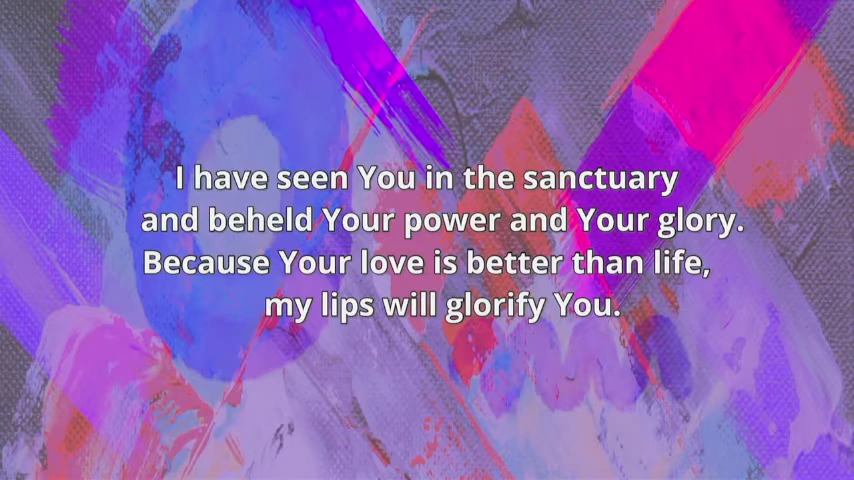 I have seen You in the sanctuary
and beheld Your power and Your glory.
Because Your love is better than life,
my lips will glorify You.